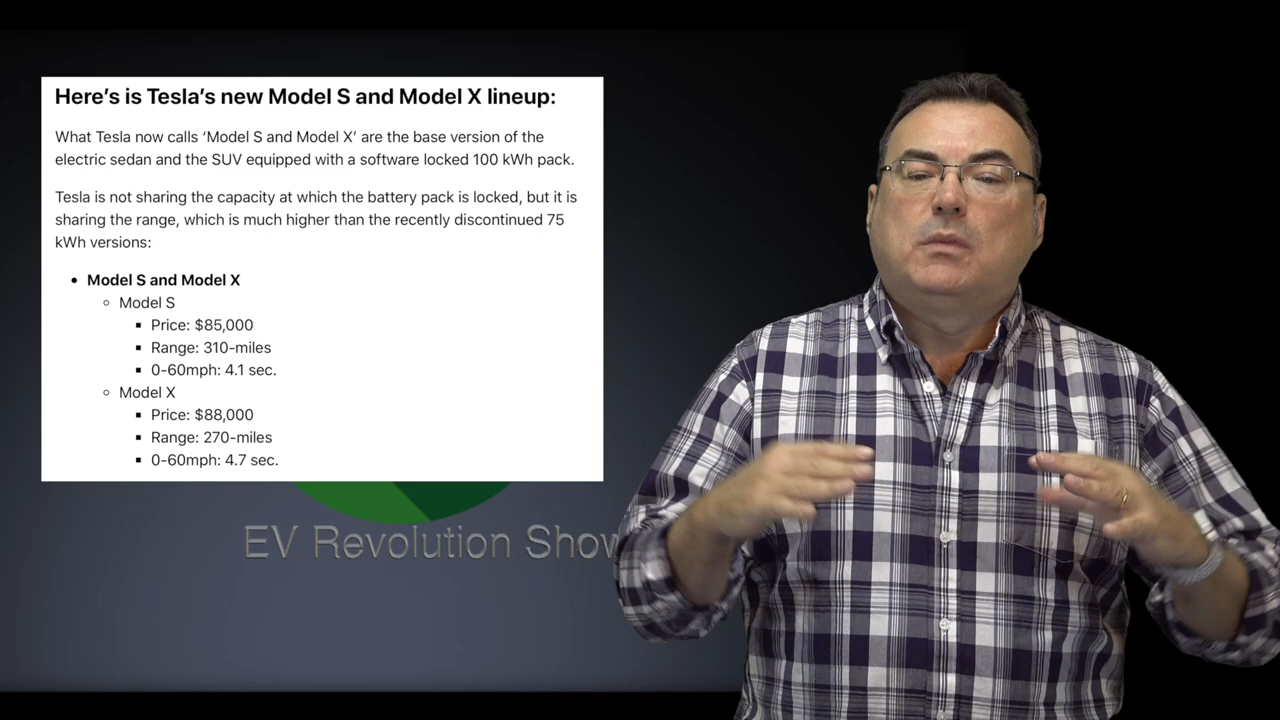 Here’s is Tesla’s new Model S and Model X lineup:
What Tesla now calls ‘Model S and Model X’ are the base version of the
electric sedan and the SUV equipped with a software locked 100 kWh pack.
Tesla is not sharing the capacity at which the battery pack is locked, but it is
sharing the range, which is much higher than the recently discontinued 75
kWh versions:
• Model S and Model X
◦ Model S
▪ Price: $85,000
▪ Range: 310-miles
▪ 0-60mph: 4.1 sec.
◦ Model X
▪ Price: $88,000
▪ Range: 270-miles
▪ 0-60mph: 4.7 sec.
EV Revolution Show